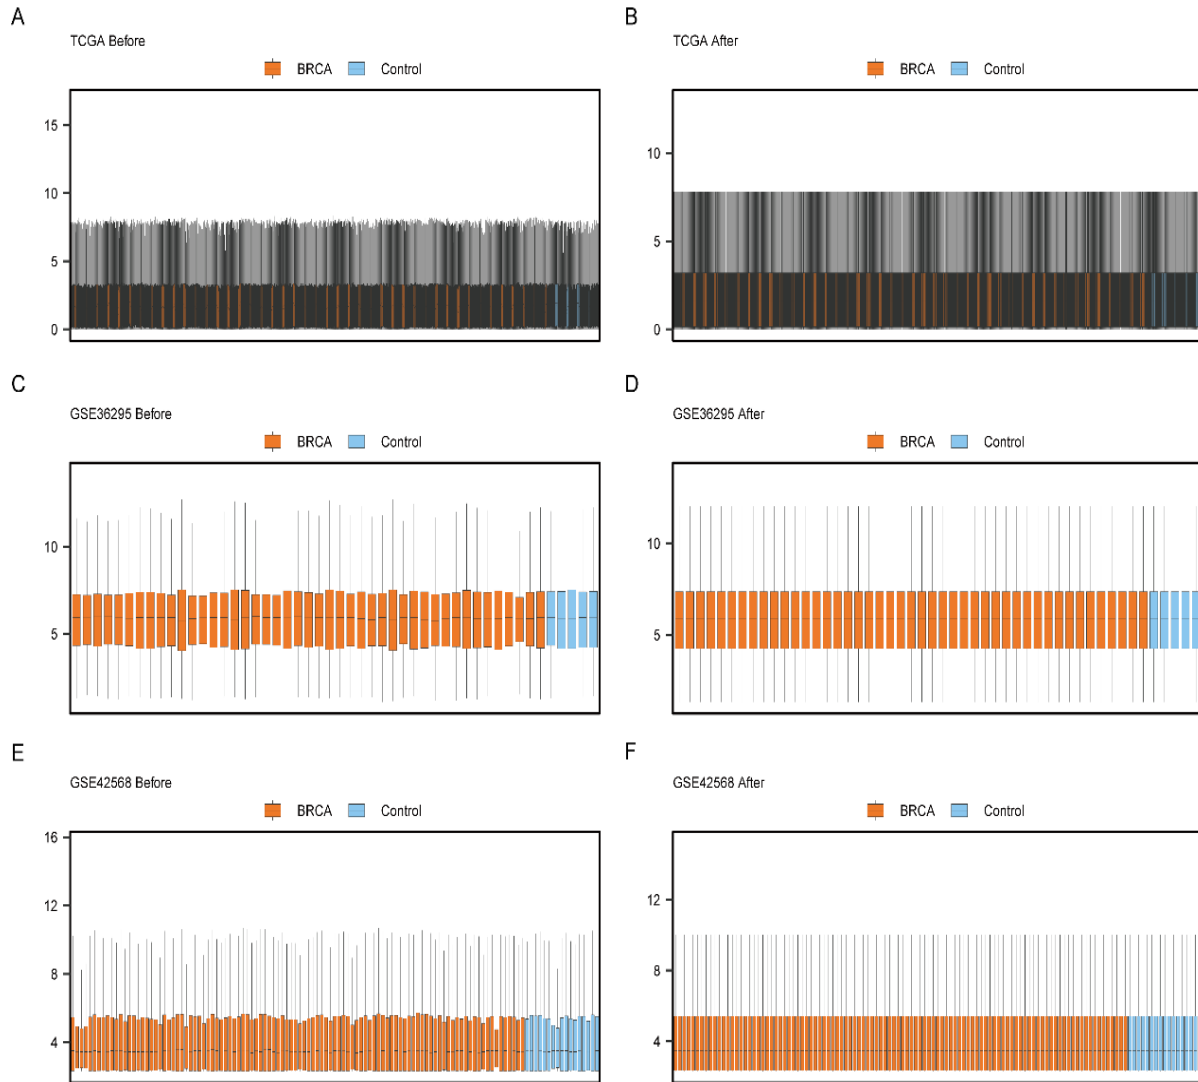 A
TCGA Before
BRCA Control
15
10
5
0
B
TCGA After
BRCA Control
10
5
0
C
GSE36295 Before
BRCA Control
10
5
D
GSE36295 After
BRCA Control
10
5
E
GSE42568 Before
BRCA Control
16
12
8
4
F
GSE42568 After
BRCA Control
12
8
4